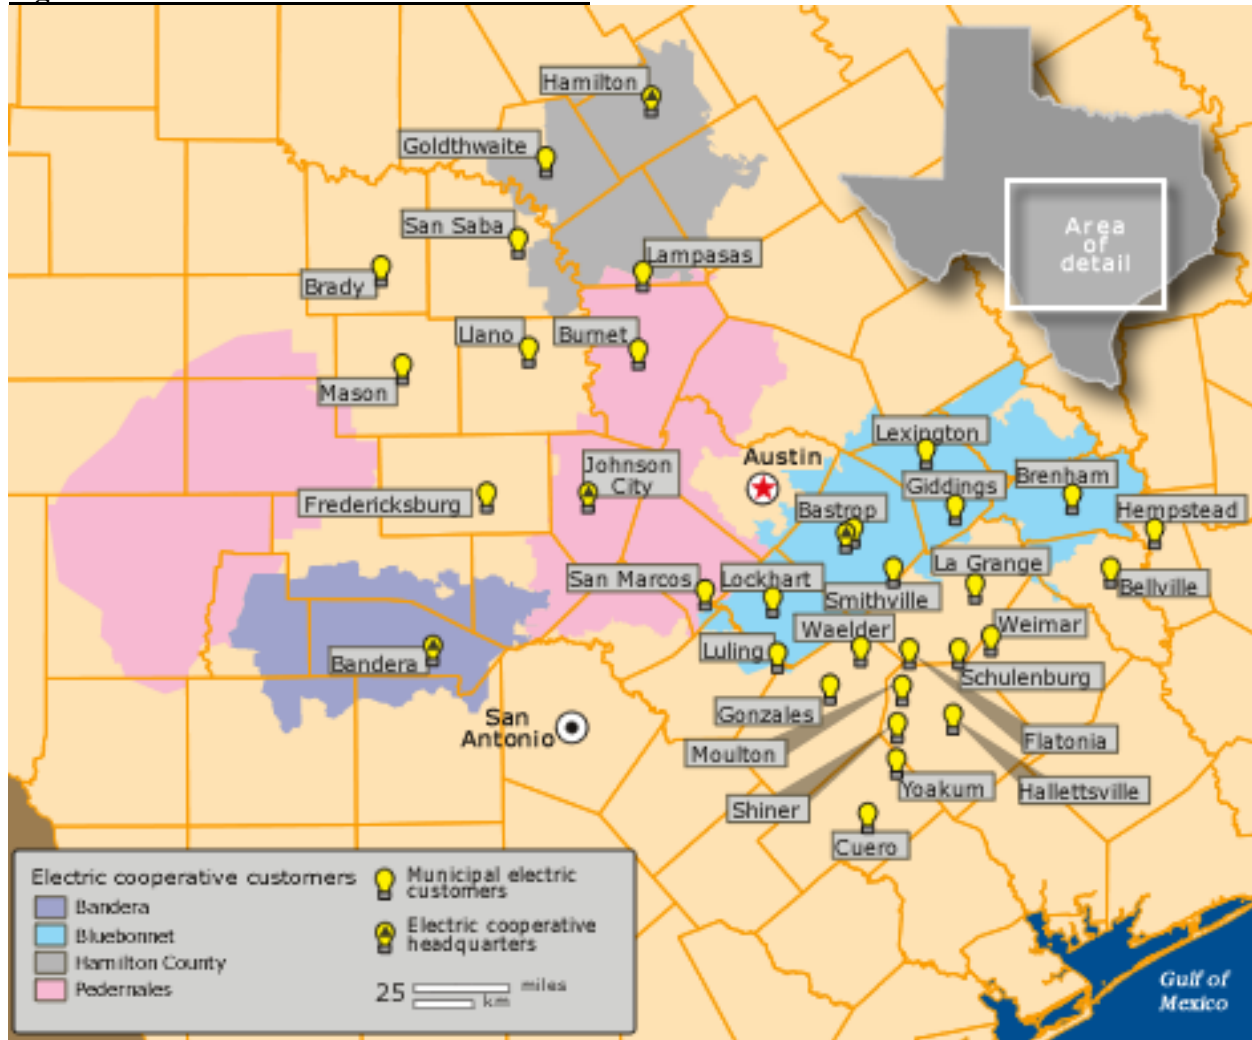 Hamilton
Goldthwaite
San Saba
Lampasas
Brady
Llano
Burnet
Mason
Area
of
detail
Lexington
Austin
Johnson
City
Giddings
Brenham
Fredericksburg
Bastrop
Hempstead
San Marcos
Lockhart
La Grange
Bellville
Smithville
Waelder
Weimar
Luling
Bandera
Schulenburg
Gonzales
San
Antonio
Moulton
Flatonia
Shiner
Yoakum
Hallettsville
Cuero
Electric cooperative customers
Bandera
Bluebonnet
Hamilton County
Pedernales
Municipal electric
customers
Electric cooperative
headquarters
25 miles
km
Gulf of
Mexico